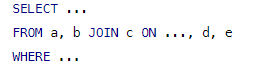 SELECT ...
FROM a, b JOIN c ON ..., d, e
WHERE ...